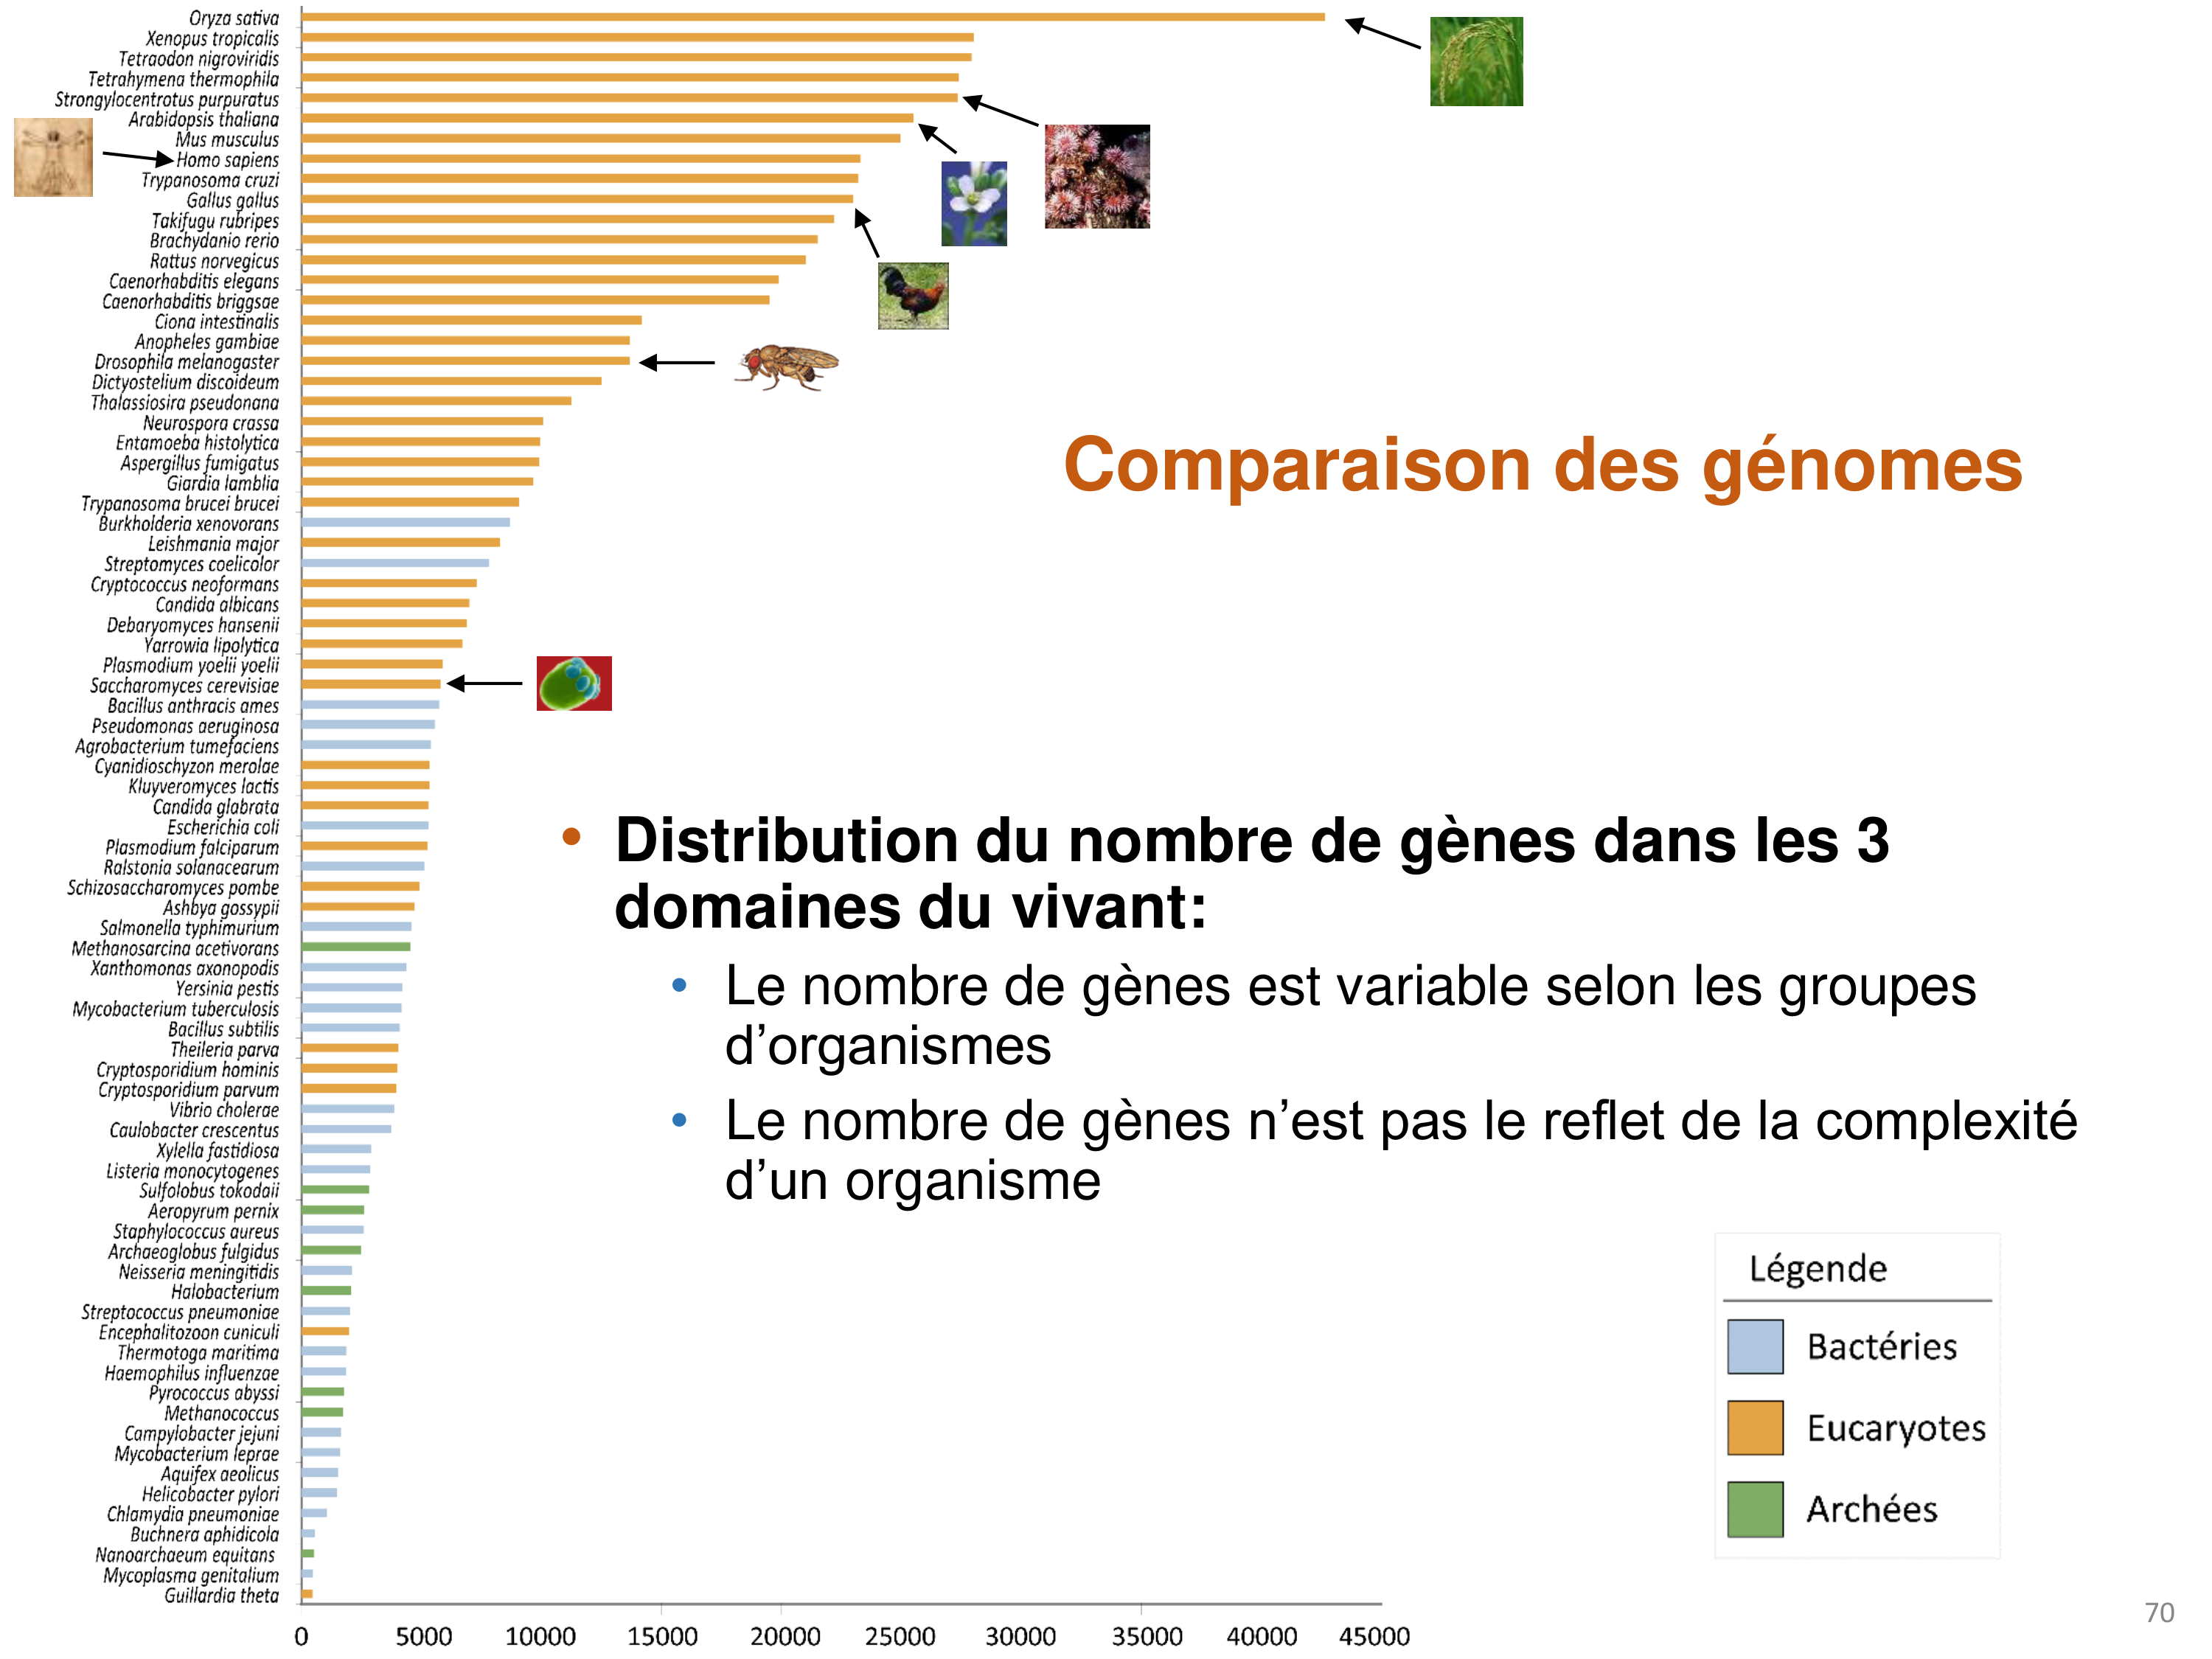 Oryza sativa
Xenopus tropicalis
Tetraodon nigroviridis
Tetrahymena thermophila
Strongylocentrotus purpuratus
Arabidopsis thaliana
Mus musculus
Homo sapiens
Trypanosoma cruzi
Gallus gallus
Takifugu rubripes
Brachydanio rerio
Rattus norvegicus
Caenorhabditis elegans
Caenorhabditis briggsae
Ciona intestinalis
Anopheles gambiae
Drosophila melanogaster
Dictyostelium discoideum
Thalassiosira pseudonana
Neurospora crassa
Entamoeba histolytica
Aspergillus fumigatus
Giardia lamblia
Trypanosoma brucei brucei
Burkholderia xenovorans
Leishmania major
Streptomyces coelicolor
Cryptococcus neoformans
Candida albicans
Debaryomyces hansenii
Yarrowia lipolytica
Plasmodium yoelii yoelii
Saccharomyces cerevisiae
Bacillus anthracis ames
Pseudomonas aeruginosa
Agrobacterium tumefaciens
Cyanidioschyzon merolae
Kluyveromyces lactis
Candida glabrata
Escherichia coli
Plasmodium falciparum
Ralstonia solanacearum
Schizosaccharomyces pombe
Ashbya gossypii
Salmonella typhimurium
Methanosarcina acetivorans
Xanthomonas axonopodis
Yersinia pestis
Mycobacterium tuberculosis
Bacillus subtilis
Theileria parva
Cryptosporidium hominis
Cryptosporidium parvum
Vibrio cholerae
Caulobacter crescentus
Xylella fastidiosa
Listeria monocytogenes
Sulfolobus tokodaii
Aeropyrum pernix
Staphylococcus aureus
Archaeoglobus fulgidus
Neisseria meningitidis
Halobacterium
Streptococcus pneumoniae
Encephalitozoon cuniculi
Thermotoga maritima
Haemophilus influenzae
Pyrococcus abyssi
Methanococcus
Campylobacter jejuni
Mycobacterium leprae
Aquifex aeolicus
Helicobacter pylori
Chlamydia pneumoniae
Buchnera aphidicola
Nanoarchaeum equitans
Mycoplasma genitalium
Guillardia theta
0 5000 10000 15000 20000 25000 30000 35000 40000 45000
Comparaison des génomes
• Distribution du nombre de gènes dans les 3
domaines du vivant:
• Le nombre de gènes est variable selon les groupes
d’organismes
• Le nombre de gènes n’est pas le reflet de la complexité
d’un organisme
Légende
Bactéries
Eucaryotes
Archées
70